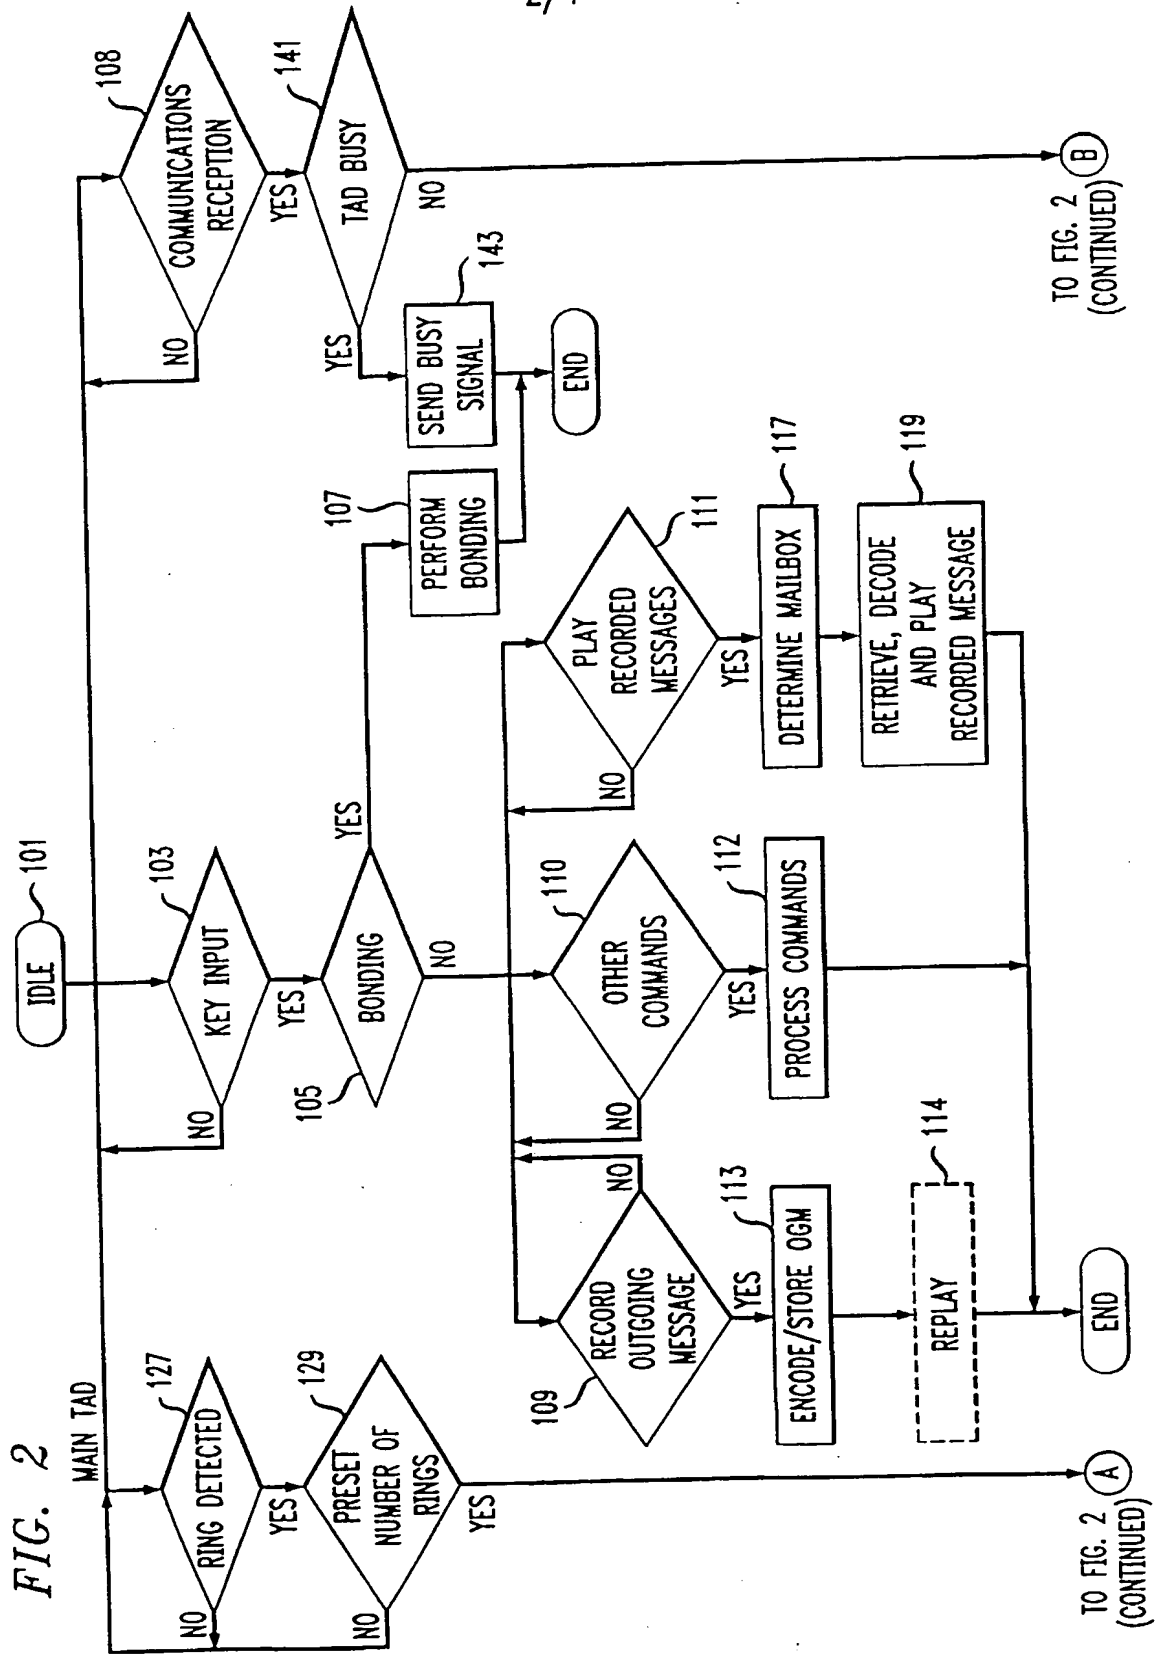 FIG. 2
IDLE
101
MAIN TAD
RING DETECTED
127
NO
YES
PRESET
NUMBER OF
RINGS
129
NO
YES
TO FIG. 2
(CONTINUED)
A
KEY INPUT
103
NO
YES
BONDING
105
YES
NO
PERFORM
BONDING
107
COMMUNICATIONS
RECEPTION
108
NO
YES
TAD BUSY
141
YES
NO
SEND BUSY
SIGNAL
143
END
TO FIG. 2
(CONTINUED)
B
RECORD
OUTGOING
MESSAGE
109
NO
YES
ENCODE/STORE OGM
113
REPLAY
114
END
OTHER
COMMANDS
110
NO
YES
PROCESS COMMANDS
112
PLAY
RECORDED
MESSAGES
111
NO
YES
DETERMINE MAILBOX
117
RETRIEVE, DECODE
AND PLAY
RECORDED MESSAGE
119